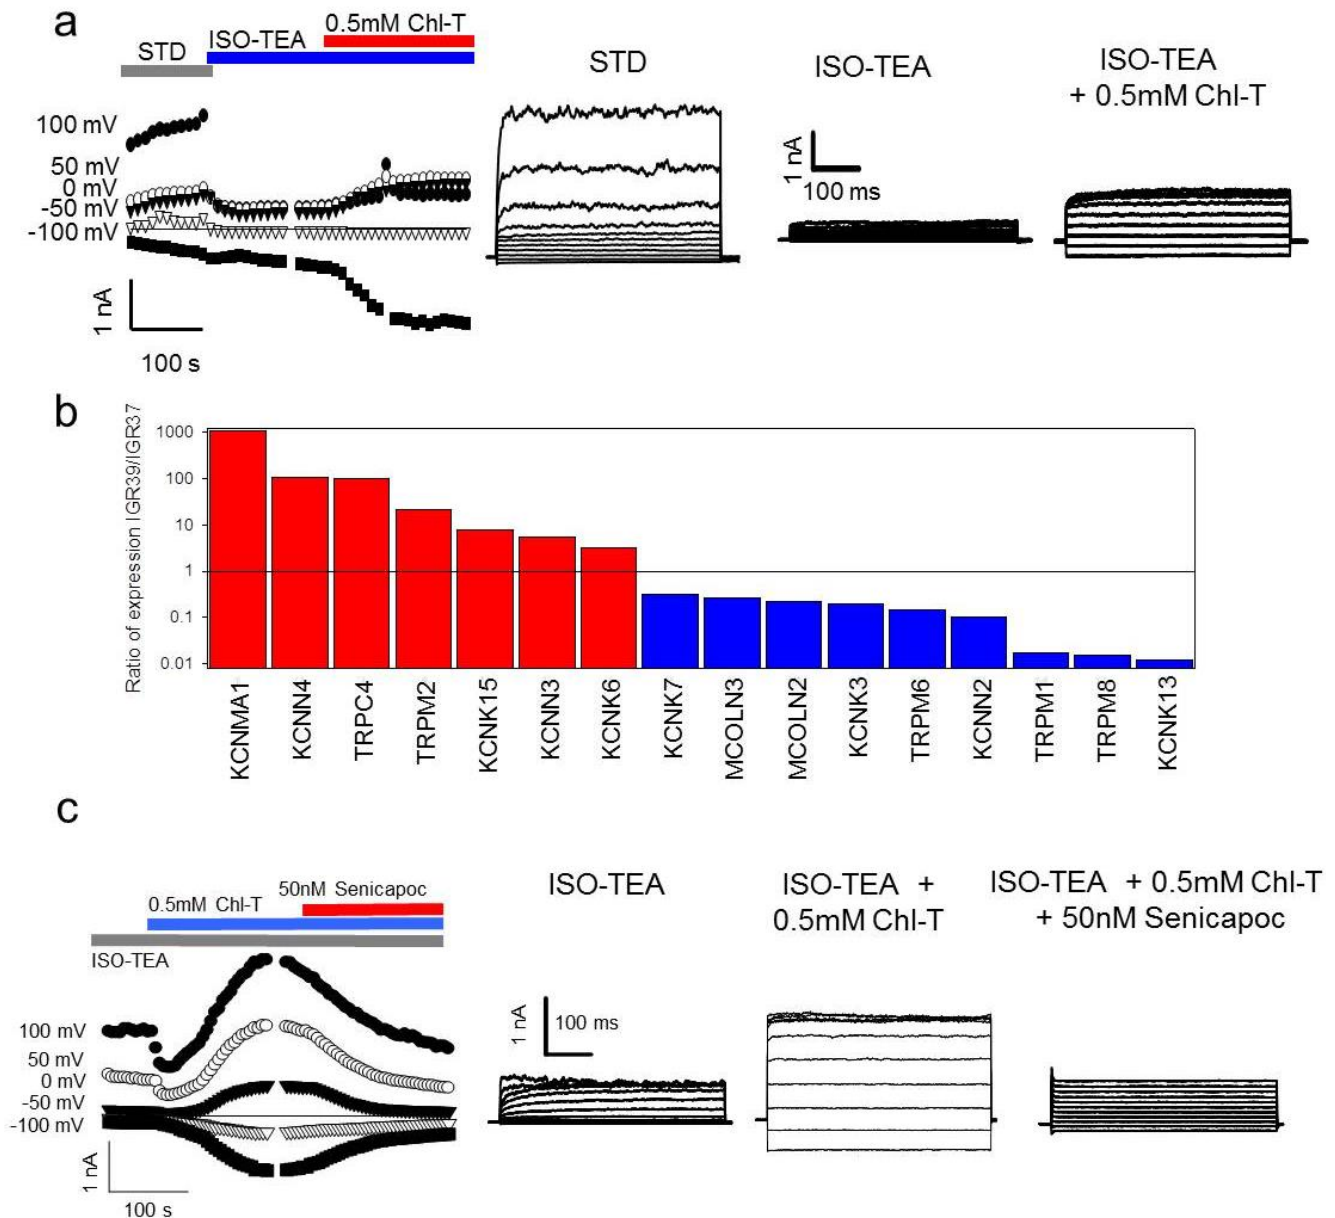 a
0.5mM Chl-T
ISO-TEA
STD
100 mV
50 mV
0 mV
-50 mV
-100 mV
1 nA
100 s
STD
ISO-TEA
1 nA
100 ms
ISO-TEA
+ 0.5mM Chl-T
b
Ratio of expression IGR39/IGR37
1000
100
10
1
0.1
0.01
KCNMA1
KCNN4
TRPC4
TRPM2
KCNK15
KCNN3
KCNK6
KCNK7
MCOLN3
MCOLN2
KCNK3
TRPM6
KCNN2
TRPM1
TRPM8
KCNK13
c
50nM Senicapoc
0.5mM Chl-T
ISO-TEA
100 mV
50 mV
0 mV
-50 mV
-100 mV
1 nA
100 s
ISO-TEA
1 nA
100 ms
ISO-TEA +
0.5mM Chl-T
ISO-TEA + 0.5mM Chl-T
+ 50nM Senicapoc